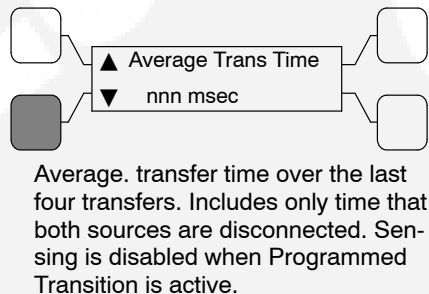 ▲ Average Trans Time
▼ nnn msec
Average. transfer time over the last
four transfers. Includes only time that
both sources are disconnected. Sen-
sing is disabled when Programmed
Transition is active.